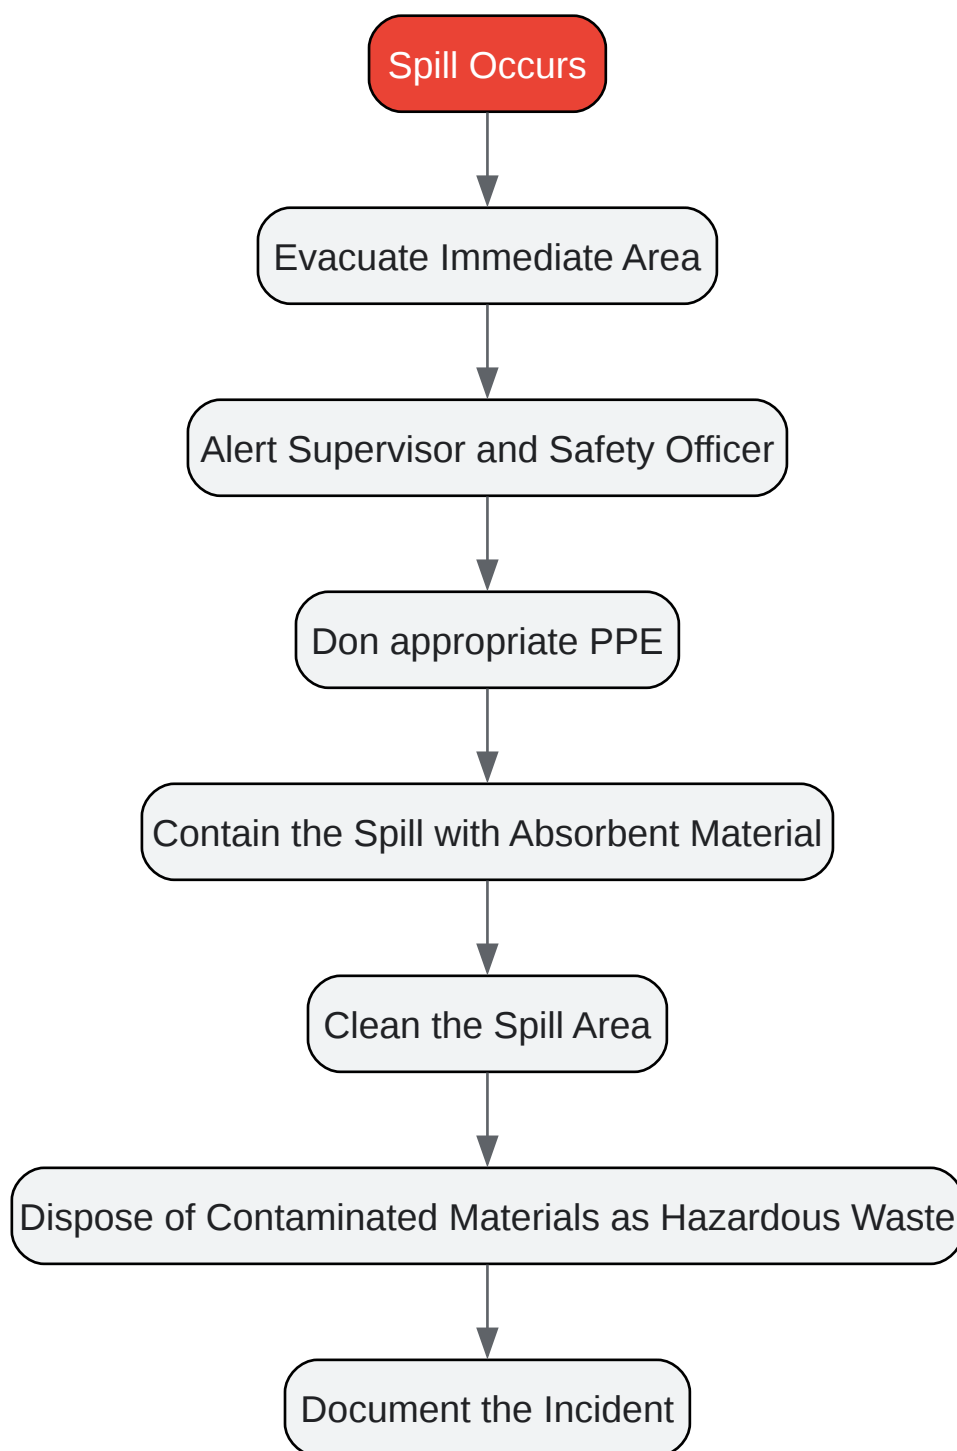 Spill Occurs
Evacuate Immediate Area
Alert Supervisor and Safety Officer
Don appropriate PPE
Contain the Spill with Absorbent Material
Clean the Spill Area
Dispose of Contaminated Materials as Hazardous Waste
Document the Incident